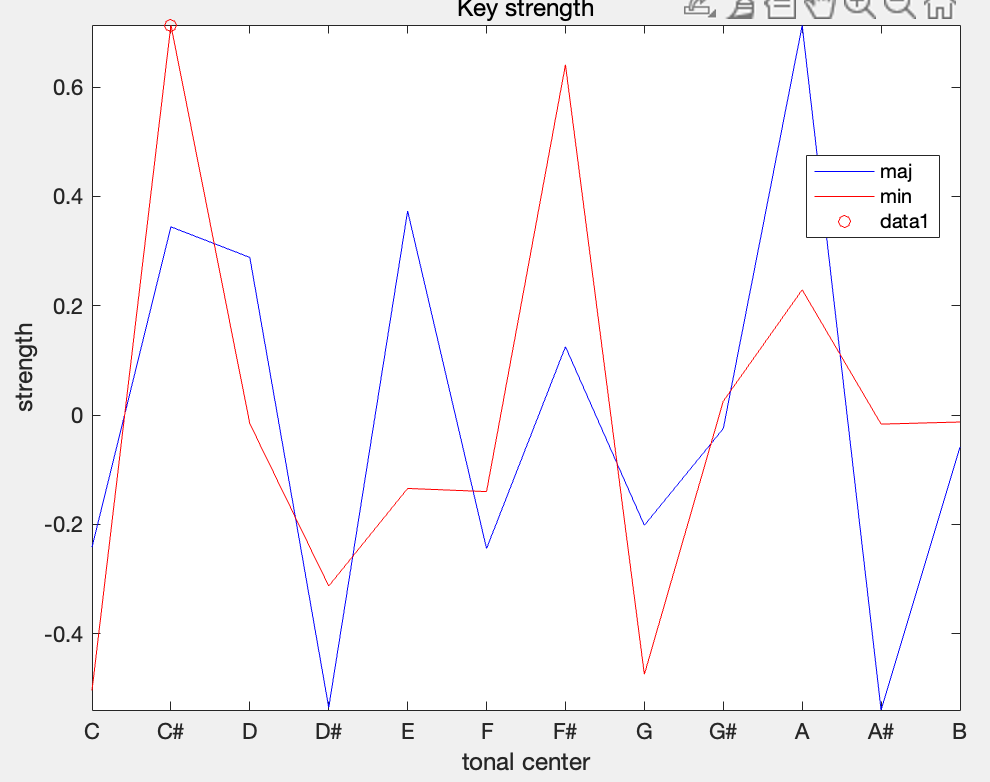 Key strength
0.6
0.4
0.2
0
-0.2
-0.4
strength
maj
min
data1
C C# D D# E F F# G G# A A# B
tonal center